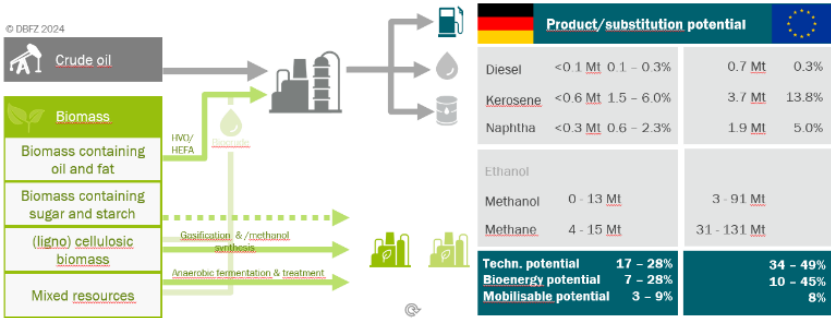 © DBFZ 2024
Crude oil
Biomass
Biomass containing
oil and fat
Biomass containing
sugar and starch
(ligno) cellulosic
biomass
Mixed resources
HVO/
HEFA
Biocrude
Gasification & /methanol
synthesis
Anaerobic fermentation & treatment
Product/substitution potential
Diesel <0.1 Mt 0.1 – 0.3% 0.7 Mt 0.3%
Kerosene <0.6 Mt 1.5 – 6.0% 3.7 Mt 13.8%
Naphtha <0.3 Mt 0.6 – 2.3% 1.9 Mt 5.0%
Ethanol
Methanol 0 - 13 Mt 3 - 91 Mt
Methane 4 - 15 Mt 31 - 131 Mt
Techn. potential 17 – 28% 34 – 49%
Bioenergy potential 7 – 28% 10 – 45%
Mobilisable potential 3 – 9% 8%